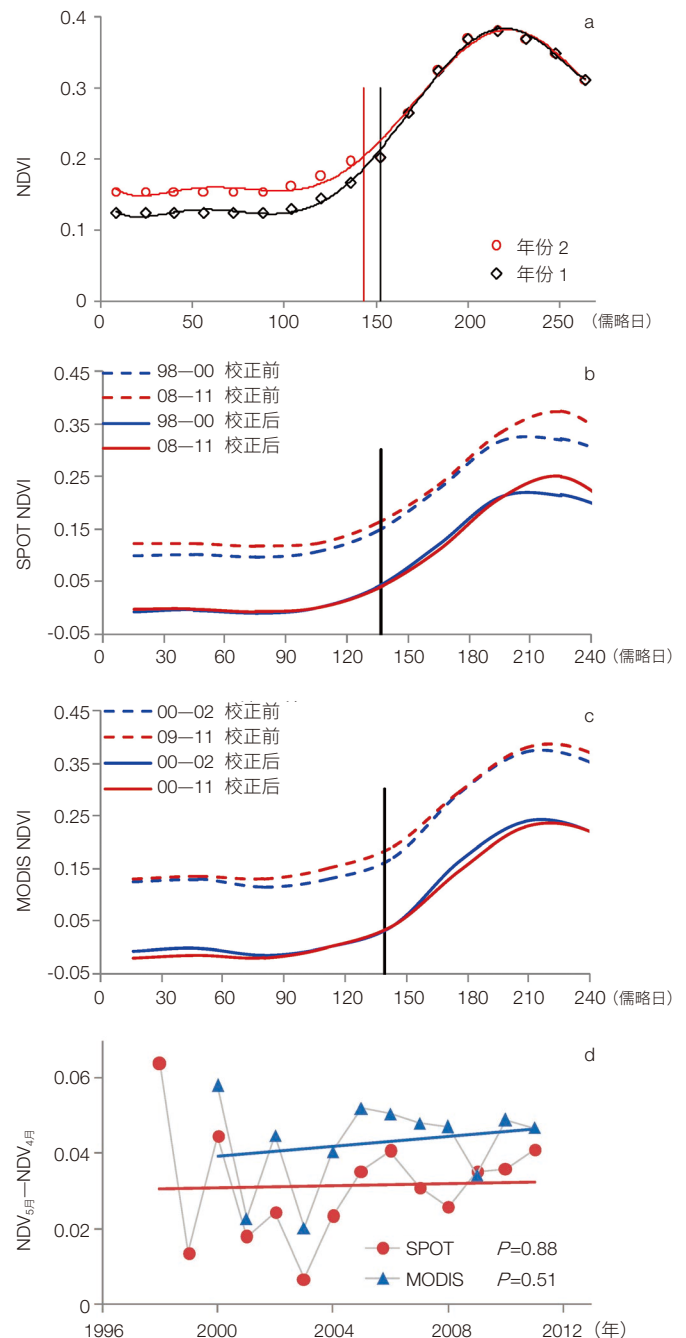 0.4
a
0.3
0.2
0.1
0
NDVI
年份 2
年份 1
0 50 100 150 200 250 (儒略日)
0.45
98—00 校正前
b
08—11 校正前
0.35
98—00 校正后
08—11 校正后
0.25
0.15
0.05
-0.05
SPOT NDVI
0 30 60 90 120 150 180 210 240 (儒略日)
0.45
00—02 校正前
c
09—11 校正前
0.35
00—02 校正后
00—11 校正后
0.25
0.15
0.05
-0.05
MODIS NDVI
0 30 60 90 120 150 180 210 240 (儒略日)
d
0.06
0.04
0.02
0
NDV5月—NDV4月
SPOT P=0.88
MODIS P=0.51
1996 2000 2004 2008 2012 (年)